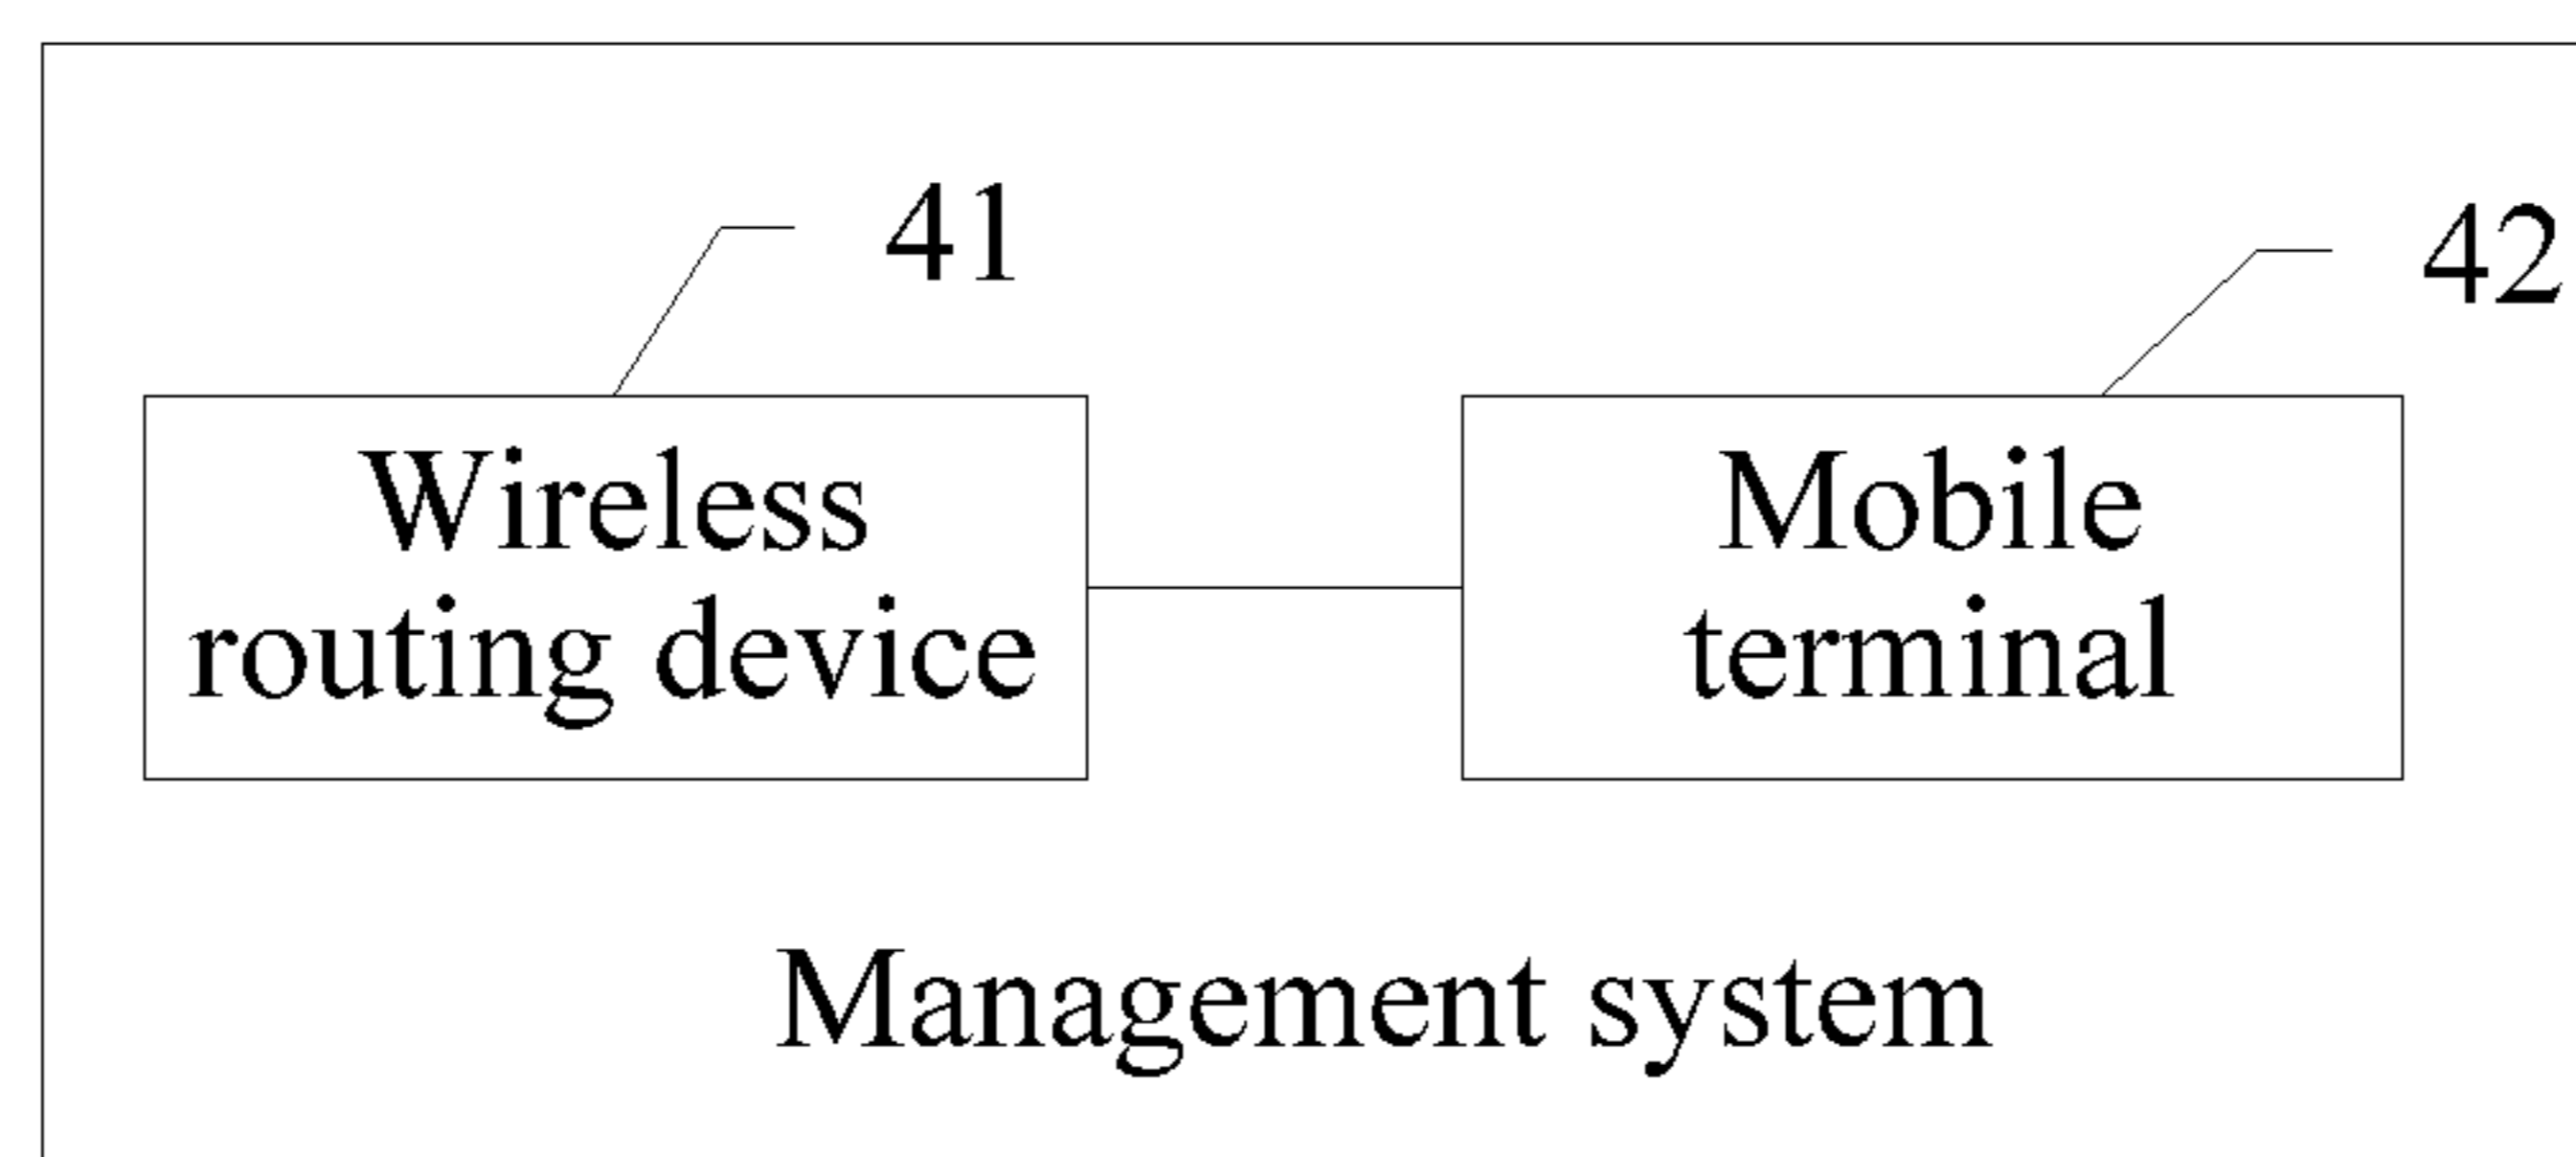 41
42
Wireless
routing device
Mobile
terminal
Management system